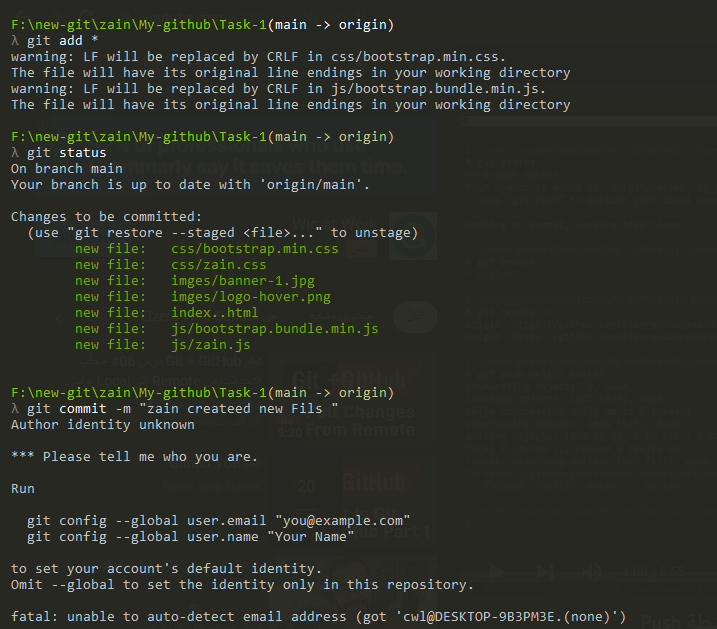 F:\new-git\zain\My-github\Task-1(main -> origin)
λ git add *
warning: LF will be replaced by CRLF in css/bootstrap.min.css.
The file will have its original line endings in your working directory
warning: LF will be replaced by CRLF in js/bootstrap.bundle.min.js.
The file will have its original line endings in your working directory
F:\new-git\zain\My-github\Task-1(main -> origin)
λ git status
On branch main
Your branch is up to date with 'origin/main'.
Changes to be committed:
(use "git restore --staged <file>..." to unstage)
new file: css/bootstrap.min.css
new file: css/zain.css
new file: imges/banner-1.jpg
new file: imges/logo-hover.png
new file: index..html
new file: js/bootstrap.bundle.min.js
new file: js/zain.js
F:\new-git\zain\My-github\Task-1(main -> origin)
λ git commit -m "zain createed new Fils "
Author identity unknown
*** Please tell me who you are.
Run
git config --global user.email "you@example.com"
git config --global user.name "Your Name"
to set your account's default identity.
Omit --global to set the identity only in this repository.
fatal: unable to auto-detect email address (got 'cwl@DESKTOP-9B3PM3E.(none)')